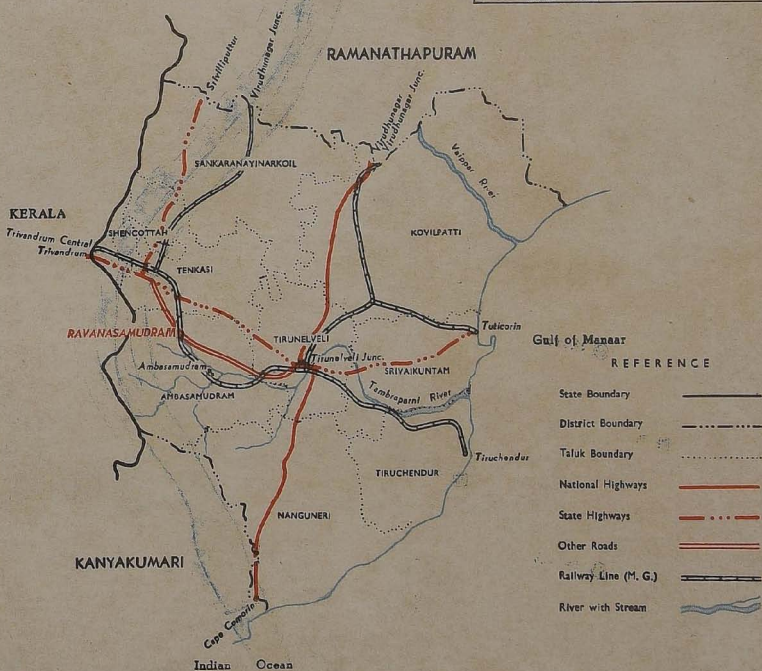 Srivilliputtur
Virudhunagar Junc.
RAMANATHAPURAM
Virudhunagar
Virudhunagar Junc.
SANKARANAYINARKOIL
Vaippar River
KERALA
Trivandrum Central
Trivandrum
SHENCOTTAH
KOVILPATTI
TENKASI
RAVANASAMUDRAM
TIRUNELVELI
Tuticorin
Gulf of Manaar
Tirunelveli Junc.
Ambasamudram
SRIVAIKUNTAM
AMBASAMUDRAM
Tambraparni River
Tiruchendur
TIRUCHENDUR
NANGUNERI
KANYAKUMARI
Cape Comorin
Indian Ocean
REFERENCE
State Boundary
District Boundary
Taluk Boundary
National Highways
State Highways
Other Roads
Railway Line (M. G.)
River with Stream